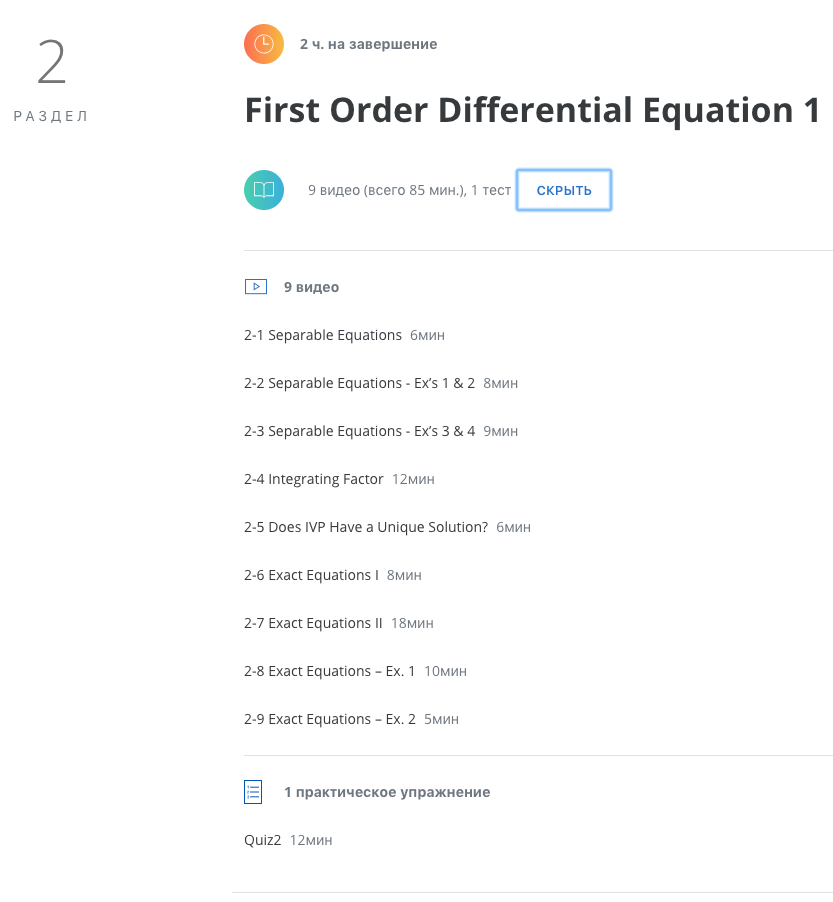 2
РАЗДЕЛ
2 ч. на завершение
First Order Differential Equation 1
9 видео (всего 85 мин.), 1 тест СКРЫТЬ
9 видео
2-1 Separable Equations 6мин
2-2 Separable Equations - Ex’s 1 & 2 8мин
2-3 Separable Equations - Ex’s 3 & 4 9мин
2-4 Integrating Factor 12мин
2-5 Does IVP Have a Unique Solution? 6мин
2-6 Exact Equations I 8мин
2-7 Exact Equations II 18мин
2-8 Exact Equations – Ex. 1 10мин
2-9 Exact Equations – Ex. 2 5мин
1 практическое упражнение
Quiz2 12мин